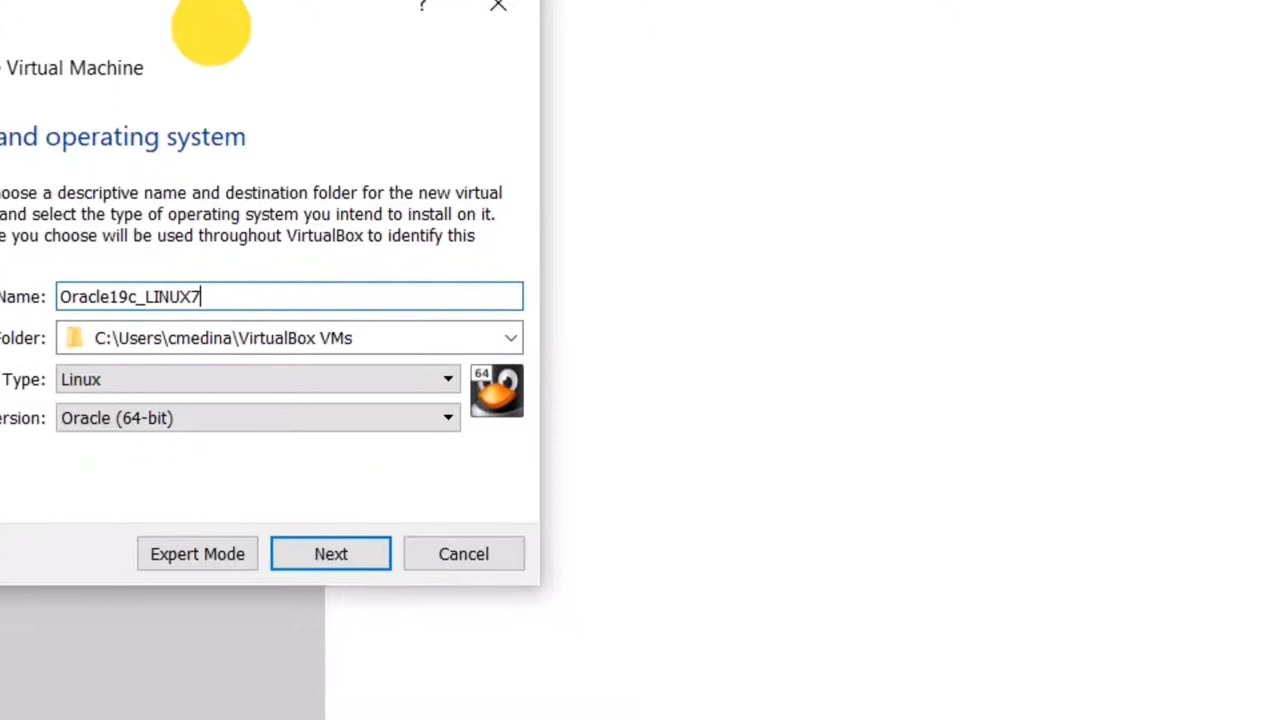 ?
Virtual Machine
and operating system
oose a descriptive name and destination folder for the new virtual
and select the type of operating system you intend to install on it.
e you choose will be used throughout VirtualBox to identify this
Name: Oracle19c_LINUX7
older: C:\Users\cmedina\VirtualBox VMs
Type: Linux
64
ersion: Oracle (64-bit)
Expert Mode Next Cancel